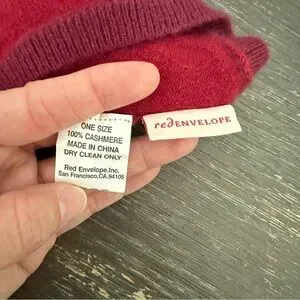 ONE SIZE
100% CASHMERE
MADE IN CHINA
DRY CLEAN ONLY
Red Envelope,Inc.
San Francisco,CA.94105
redENVELOPE